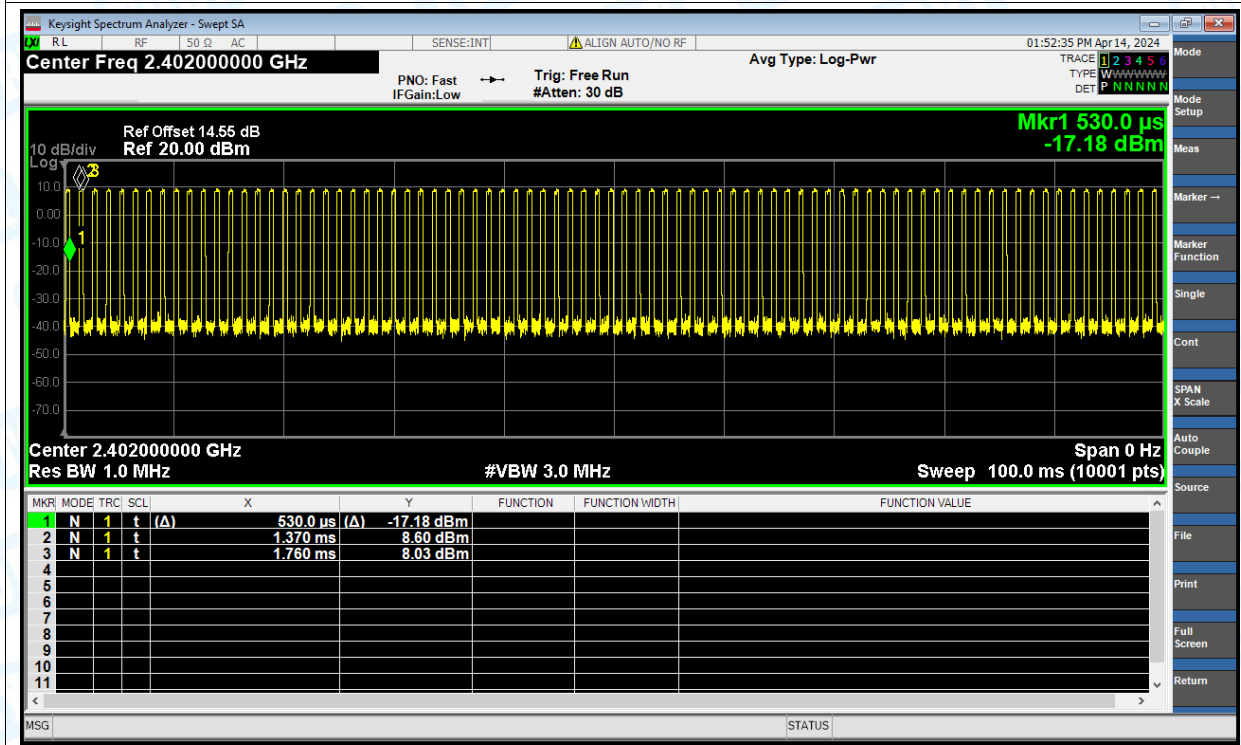 Keysight Spectrum Analyzer - Swept SA
LXI RL RF 50 Ω AC SENSE:INT ALIGN AUTO/NO RF 01:52:35 PM Apr 14, 2024
Center Freq 2.402000000 GHz
PNO: Fast
IFGain:Low
Trig: Free Run
#Atten: 30 dB
Avg Type: Log-Pwr
TRACE 1 2 3 4 5 6
TYPE WWWWWWW
DET P N N N N N
Ref Offset 14.55 dB
10 dB/div Ref 20.00 dBm
Log
Mkr1 530.0 µs
-17.18 dBm
23
1
10.0
0.00
-10.0
-20.0
-30.0
-40.0
-50.0
-60.0
-70.0
Center 2.402000000 GHz Span 0 Hz
Res BW 1.0 MHz #VBW 3.0 MHz Sweep 100.0 ms (10001 pts)
MKR MODE TRC SCL X Y FUNCTION FUNCTION WIDTH FUNCTION VALUE
1 N 1 t (Δ) 530.0 µs (Δ) -17.18 dBm
2 N 1 t 1.370 ms 8.60 dBm
3 N 1 t 1.760 ms 8.03 dBm
4
5
6
7
8
9
10
11
MSG STATUS
Mode
Mode
Setup
Meas
Marker →
Marker
Function
Single
Cont
SPAN
X Scale
Auto
Couple
Source
File
Print
Full
Screen
Return